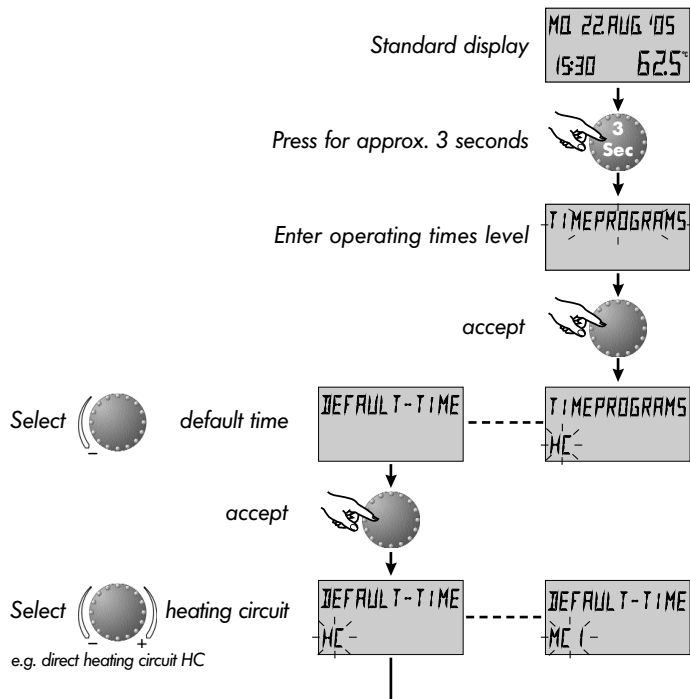 Standard display
MO. 22.AUG. '05
15:30 62.5°C
Press for approx. 3 seconds
3
Sec
Enter operating times level
TIMEPROGRAMS
accept
Select – default time
DEFAULT-TIME
TIMEPROGRAMS
HC
accept
Select – + heating circuit
e.g. direct heating circuit HC
DEFAULT-TIME
HC
DEFAULT-TIME
MC 1